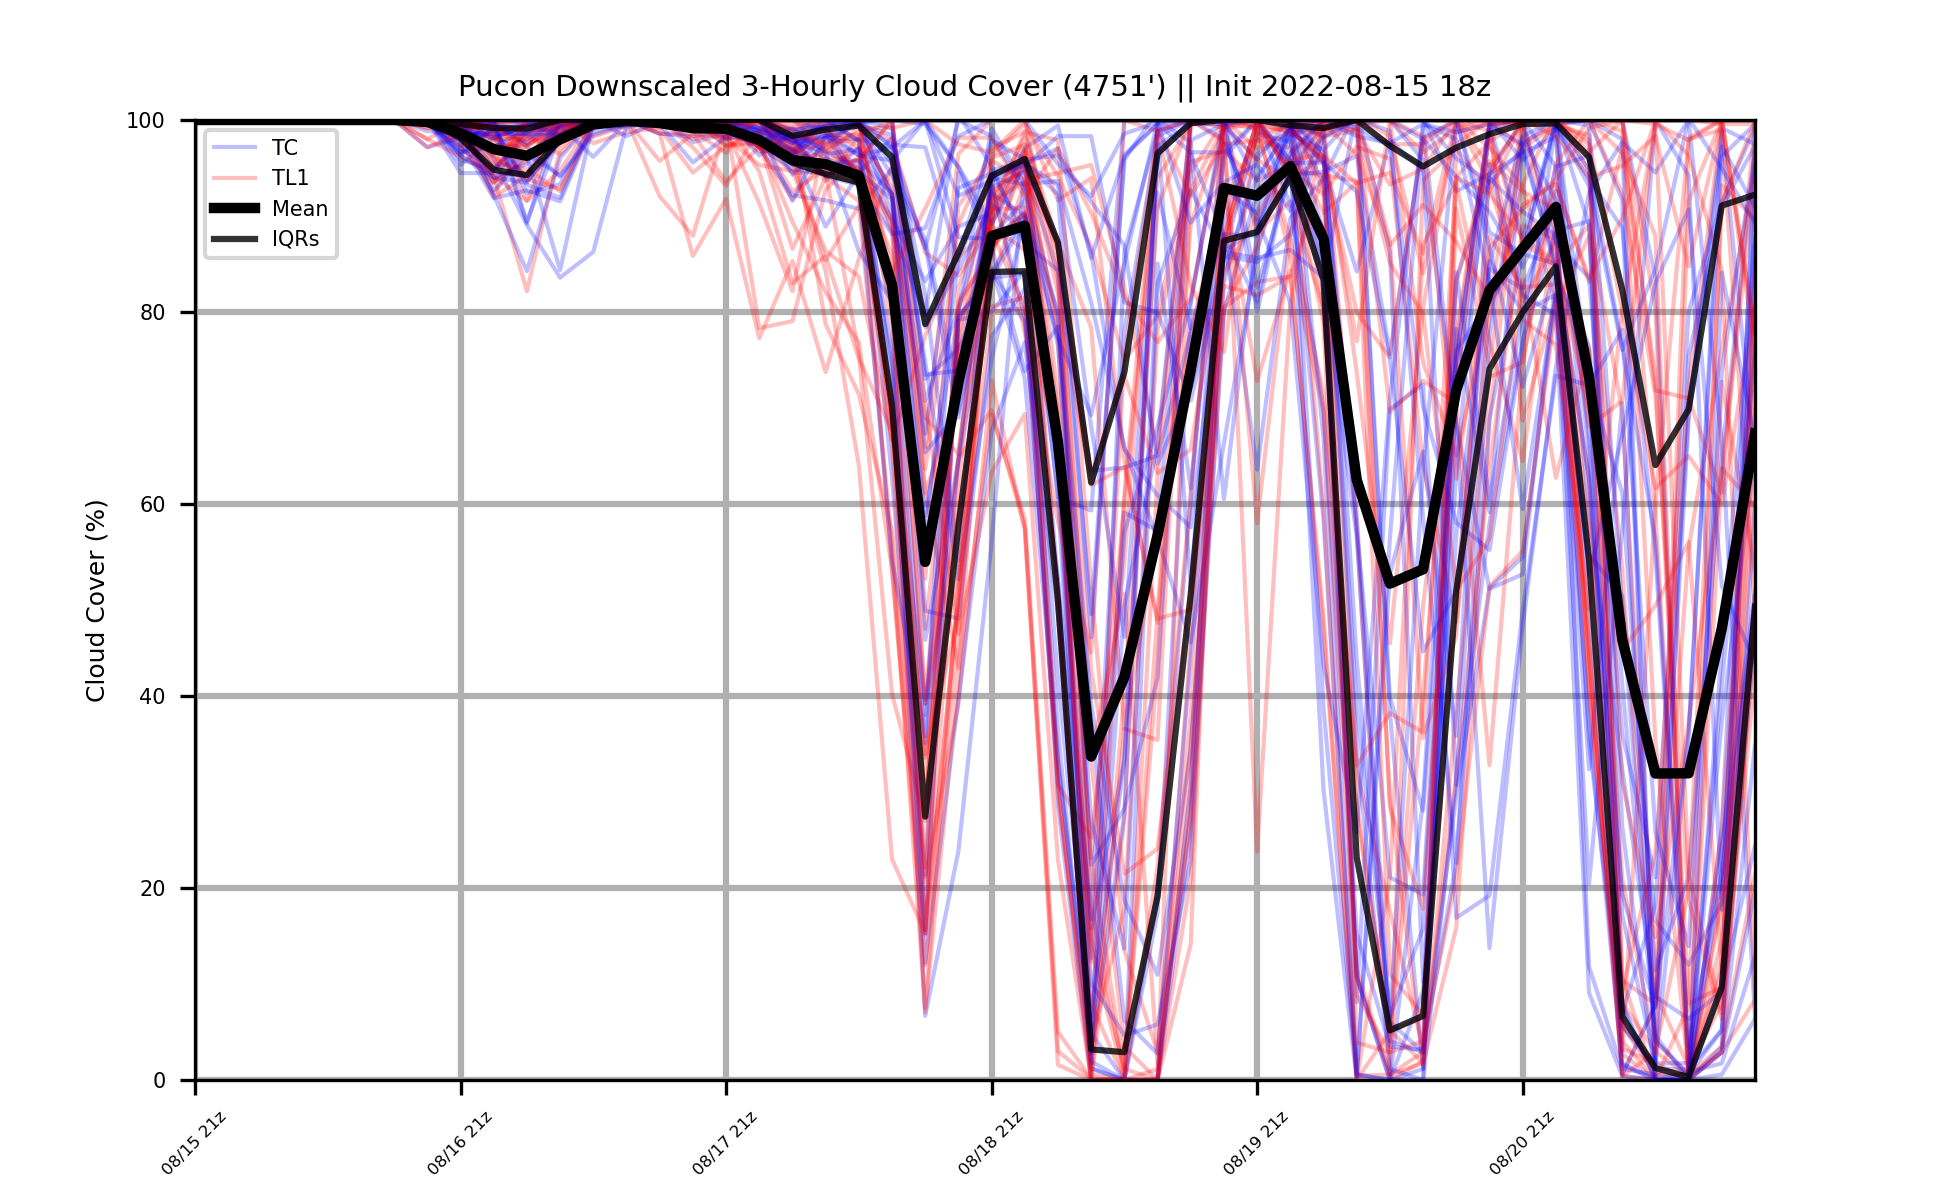 Pucon Downscaled 3-Hourly Cloud Cover (4751') || Init 2022-08-15 18z
100
80
60
40
20
0
Cloud Cover (%)
TC
TL1
Mean
IQRs
08/15 21z
08/16 21z
08/17 21z
08/18 21z
08/19 21z
08/20 21z